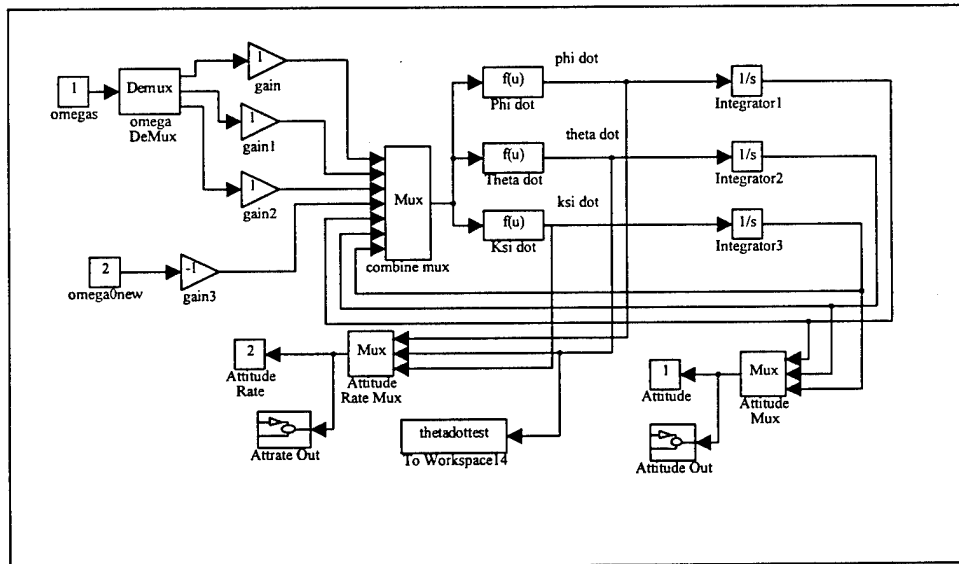 1
omegas
Demux
omega
DeMux
1
gain
1
gain1
1
gain2
2
omega0new
-1
gain3
Mux
combine mux
phi dot
f(u)
Phi dot
theta dot
f(u)
Theta dot
ksi dot
f(u)
Ksi dot
1/s
Integrator1
1/s
Integrator2
1/s
Integrator3
2
Attitude
Rate
Mux
Attitude
Rate Mux
Attrate Out
thetadottest
To Workspace14
1
Attitude
Mux
Attitude
Mux
Attitude Out